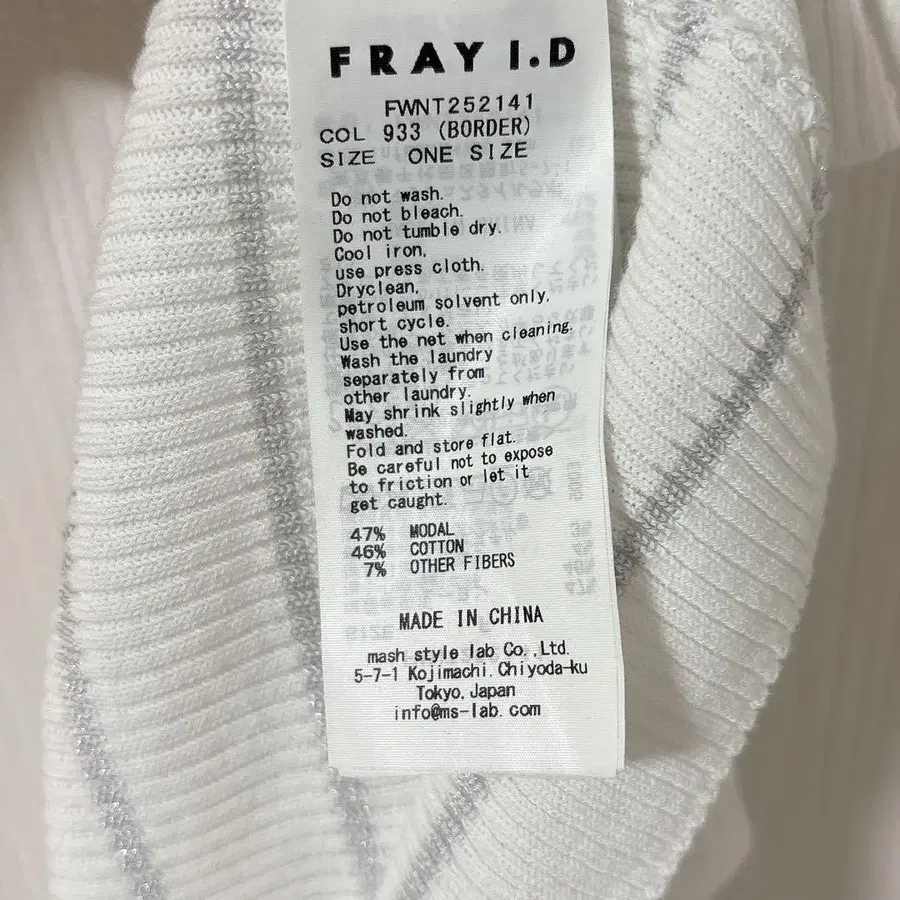 FRAY I.D
FWNT252141
COL 933 (BORDER)
SIZE ONE SIZE
Do not wash.
Do not bleach.
Do not tumble dry.
Cool iron,
use press cloth.
Dryclean,
petroleum solvent only,
short cycle.
Use the net when cleaning.
Wash the laundry
separately from
other laundry.
May shrink slightly when
washed.
Fold and store flat.
Be careful not to expose
to friction or let it
get caught.
47% MODAL
46% COTTON
7% OTHER FIBERS
MADE IN CHINA
mash style lab Co.,Ltd.
5-7-1 Kojimachi.Chiyoda-ku
Tokyo,Japan
info@ms-lab.com